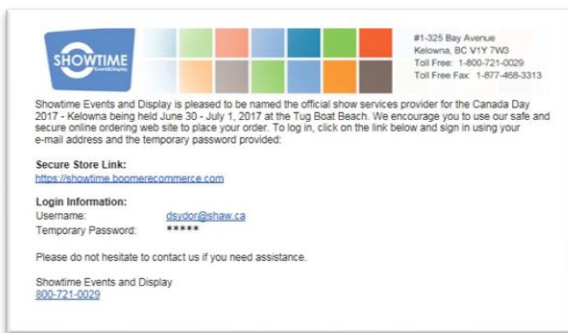 SHOWTIME
Event&Display
#1-325 Bay Avenue
Kelowna, BC V1Y 7W3
Toll Free: 1-800-721-0029
Toll Free Fax: 1-877-468-3313
Showtime Events and Display is pleased to be named the official show services provider for the Canada Day
2017 - Kelowna being held June 30 - July 1, 2017 at the Tug Boat Beach. We encourage you to use our safe and
secure online ordering web site to place your order. To log in, click on the link below and sign in using your
e-mail address and the temporary password provided:
Secure Store Link:
https://showtime.boomerecommerce.com
Login Information:
Username: dsydor@shaw.ca
Temporary Password: *****
Please do not hesitate to contact us if you need assistance.
Showtime Events and Display
800-721-0029